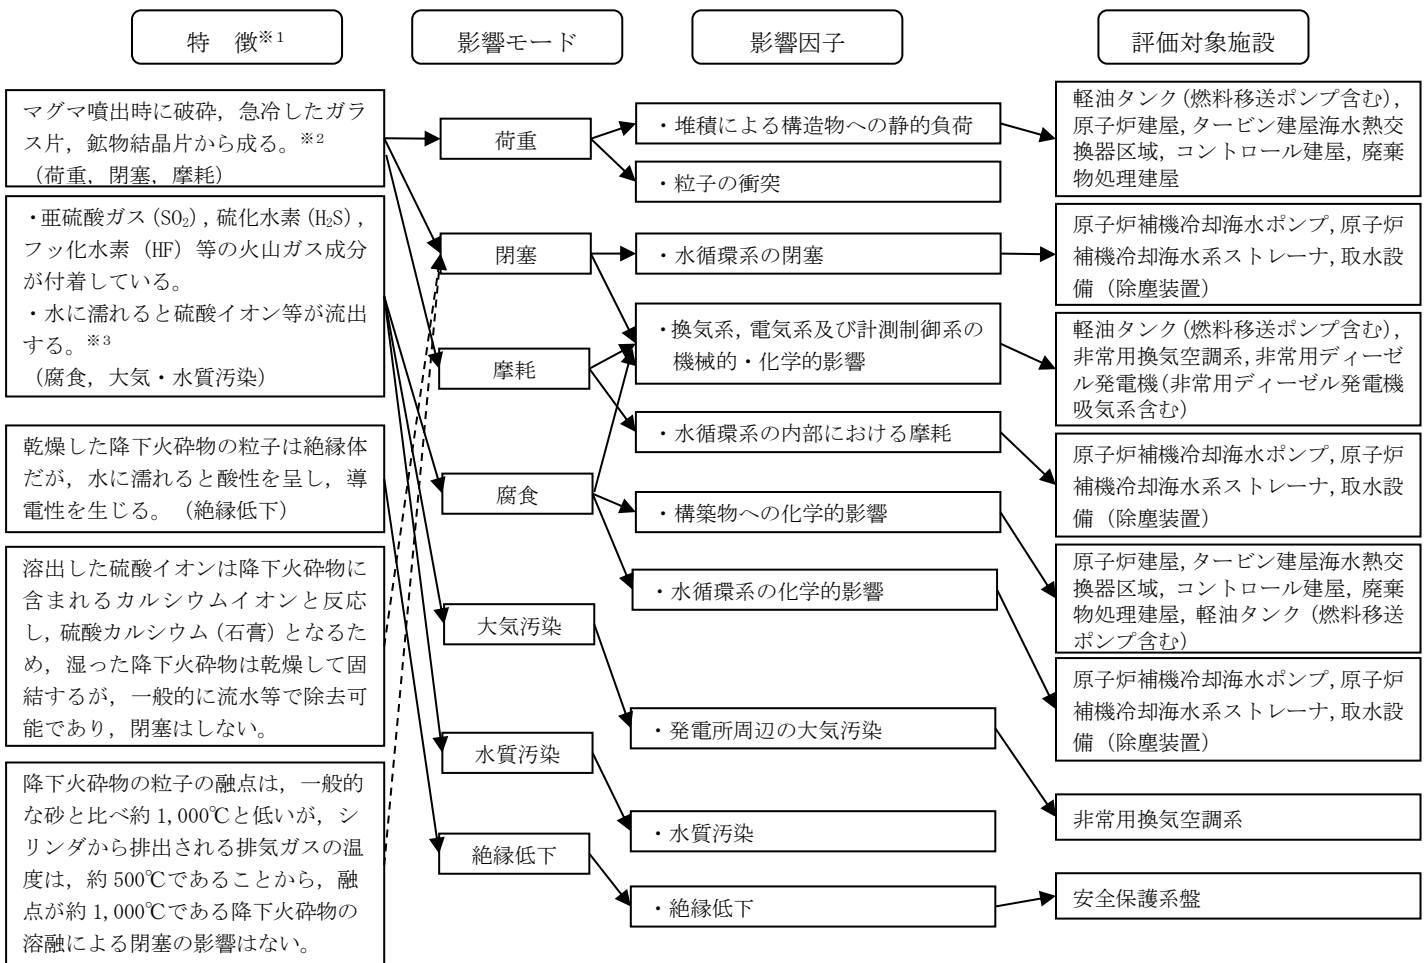 特　徴※1
影響モード
影響因子
評価対象施設
マグマ噴出時に破砕，急冷したガラ
ス片，鉱物結晶片から成る。※2
（荷重，閉塞，摩耗）
・亜硫酸ガス(SO₂)，硫化水素(H₂S)，
フッ化水素（HF）等の火山ガス成分
が付着している。
・水に濡れると硫酸イオン等が流出
する。※3
（腐食，大気・水質汚染）
乾燥した降下火砕物の粒子は絶縁体
だが，水に濡れると酸性を呈し，導
電性を生じる。（絶縁低下）
溶出した硫酸イオンは降下火砕物に
含まれるカルシウムイオンと反応
し，硫酸カルシウム（石膏）となるた
め，湿った降下火砕物は乾燥して固
結するが，一般的に流水等で除去可
能であり，閉塞はしない。
降下火砕物の粒子の融点は，一般的
な砂と比べ約1,000℃と低いが，シ
リンダから排出される排気ガスの温
度は，約500℃であることから，融
点が約1,000℃である降下火砕物の
溶融による閉塞の影響はない。
荷重
閉塞
摩耗
腐食
大気汚染
水質汚染
絶縁低下
・堆積による構造物への静的負荷
・粒子の衝突
・水循環系の閉塞
・換気系，電気系及び計測制御系の
機械的・化学的影響
・水循環系の内部における摩耗
・構築物への化学的影響
・水循環系の化学的影響
・発電所周辺の大気汚染
・水質汚染
・絶縁低下
軽油タンク(燃料移送ポンプ含む)，
原子炉建屋，タービン建屋海水熱交
換器区域，コントロール建屋，廃棄
物処理建屋
原子炉補機冷却海水ポンプ，原子炉
補機冷却海水系ストレーナ，取水設
備（除塵装置）
軽油タンク(燃料移送ポンプ含む)，
非常用換気空調系，非常用ディーゼ
ル発電機(非常用ディーゼル発電機
吸気系含む)
原子炉補機冷却海水ポンプ，原子炉
補機冷却海水系ストレーナ，取水設
備（除塵装置）
原子炉建屋，タービン建屋海水熱交
換器区域，コントロール建屋，廃棄
物処理建屋，軽油タンク（燃料移送
ポンプ含む）
原子炉補機冷却海水ポンプ，原子炉
補機冷却海水系ストレーナ，取水設
備（除塵装置）
非常用換気空調系
安全保護系盤